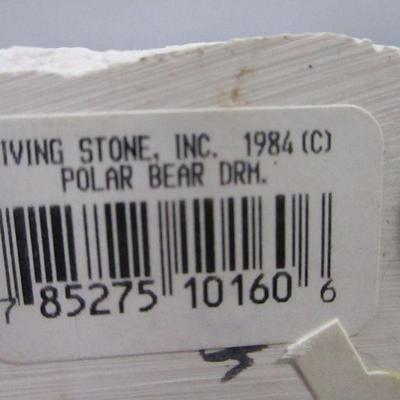 IVING STONE, INC. 1984 (C)
POLAR BEAR DRM.
7 85275 10160 6